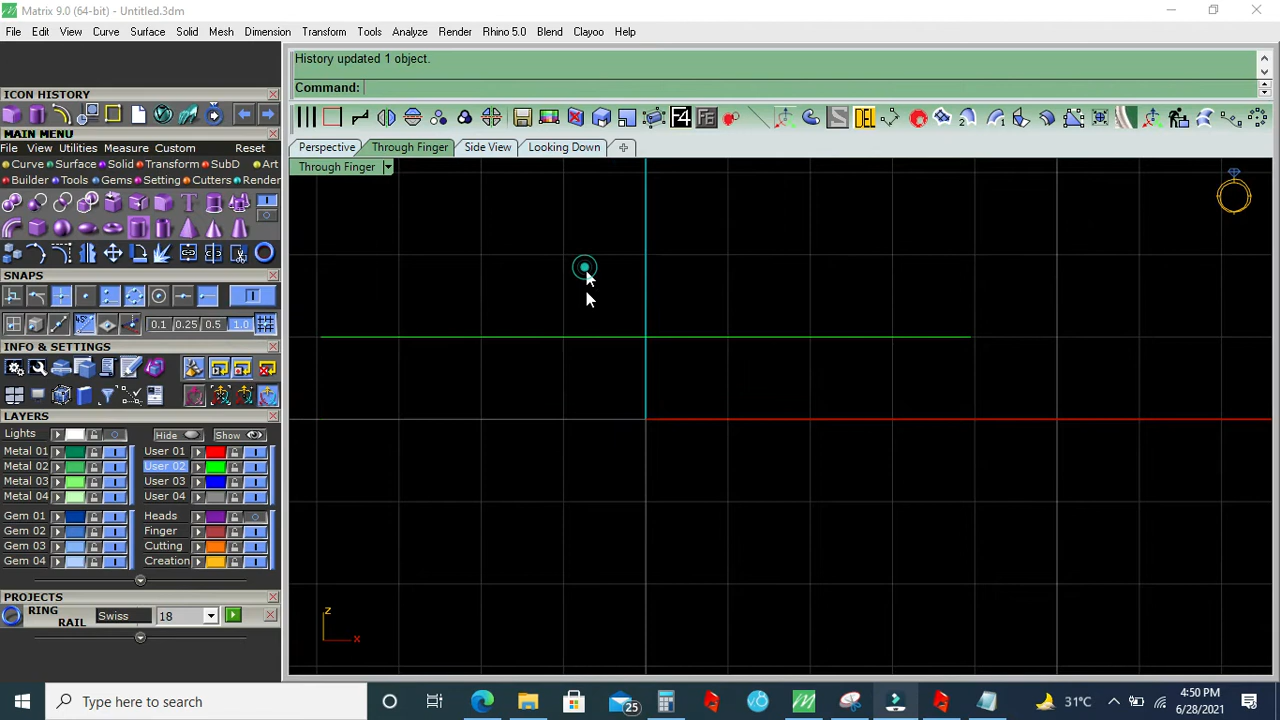 Matrix 9.0 (64-bit) - Untitled.3dm
File Edit View Curve Surface Solid Mesh Dimension Transform Tools Analyze Render Rhino 5.0 Blend Clayoo Help
History updated 1 object.
Command:
ICON HISTORY
MAIN MENU
File View Utilities Measure Custom Reset
Curve Surface Solid Transform SubD Art
Builder Tools Gems Setting Cutters Render
F4 F6 DEL
Perspective Through Finger Side View Looking Down
Through Finger
SNAPS
45° 0.1 0.25 0.5 1.0
INFO & SETTINGS
LAYERS
Lights Hide Show
Metal 01 User 01
Metal 02 User 02
Metal 03 User 03
Metal 04 User 04
Gem 01 Heads
Gem 02 Finger
Gem 03 Cutting
Gem 04 Creation
PROJECTS
RING RAIL Swiss 18
z
x
Type here to search
25
31°C
4:50 PM
6/28/2021